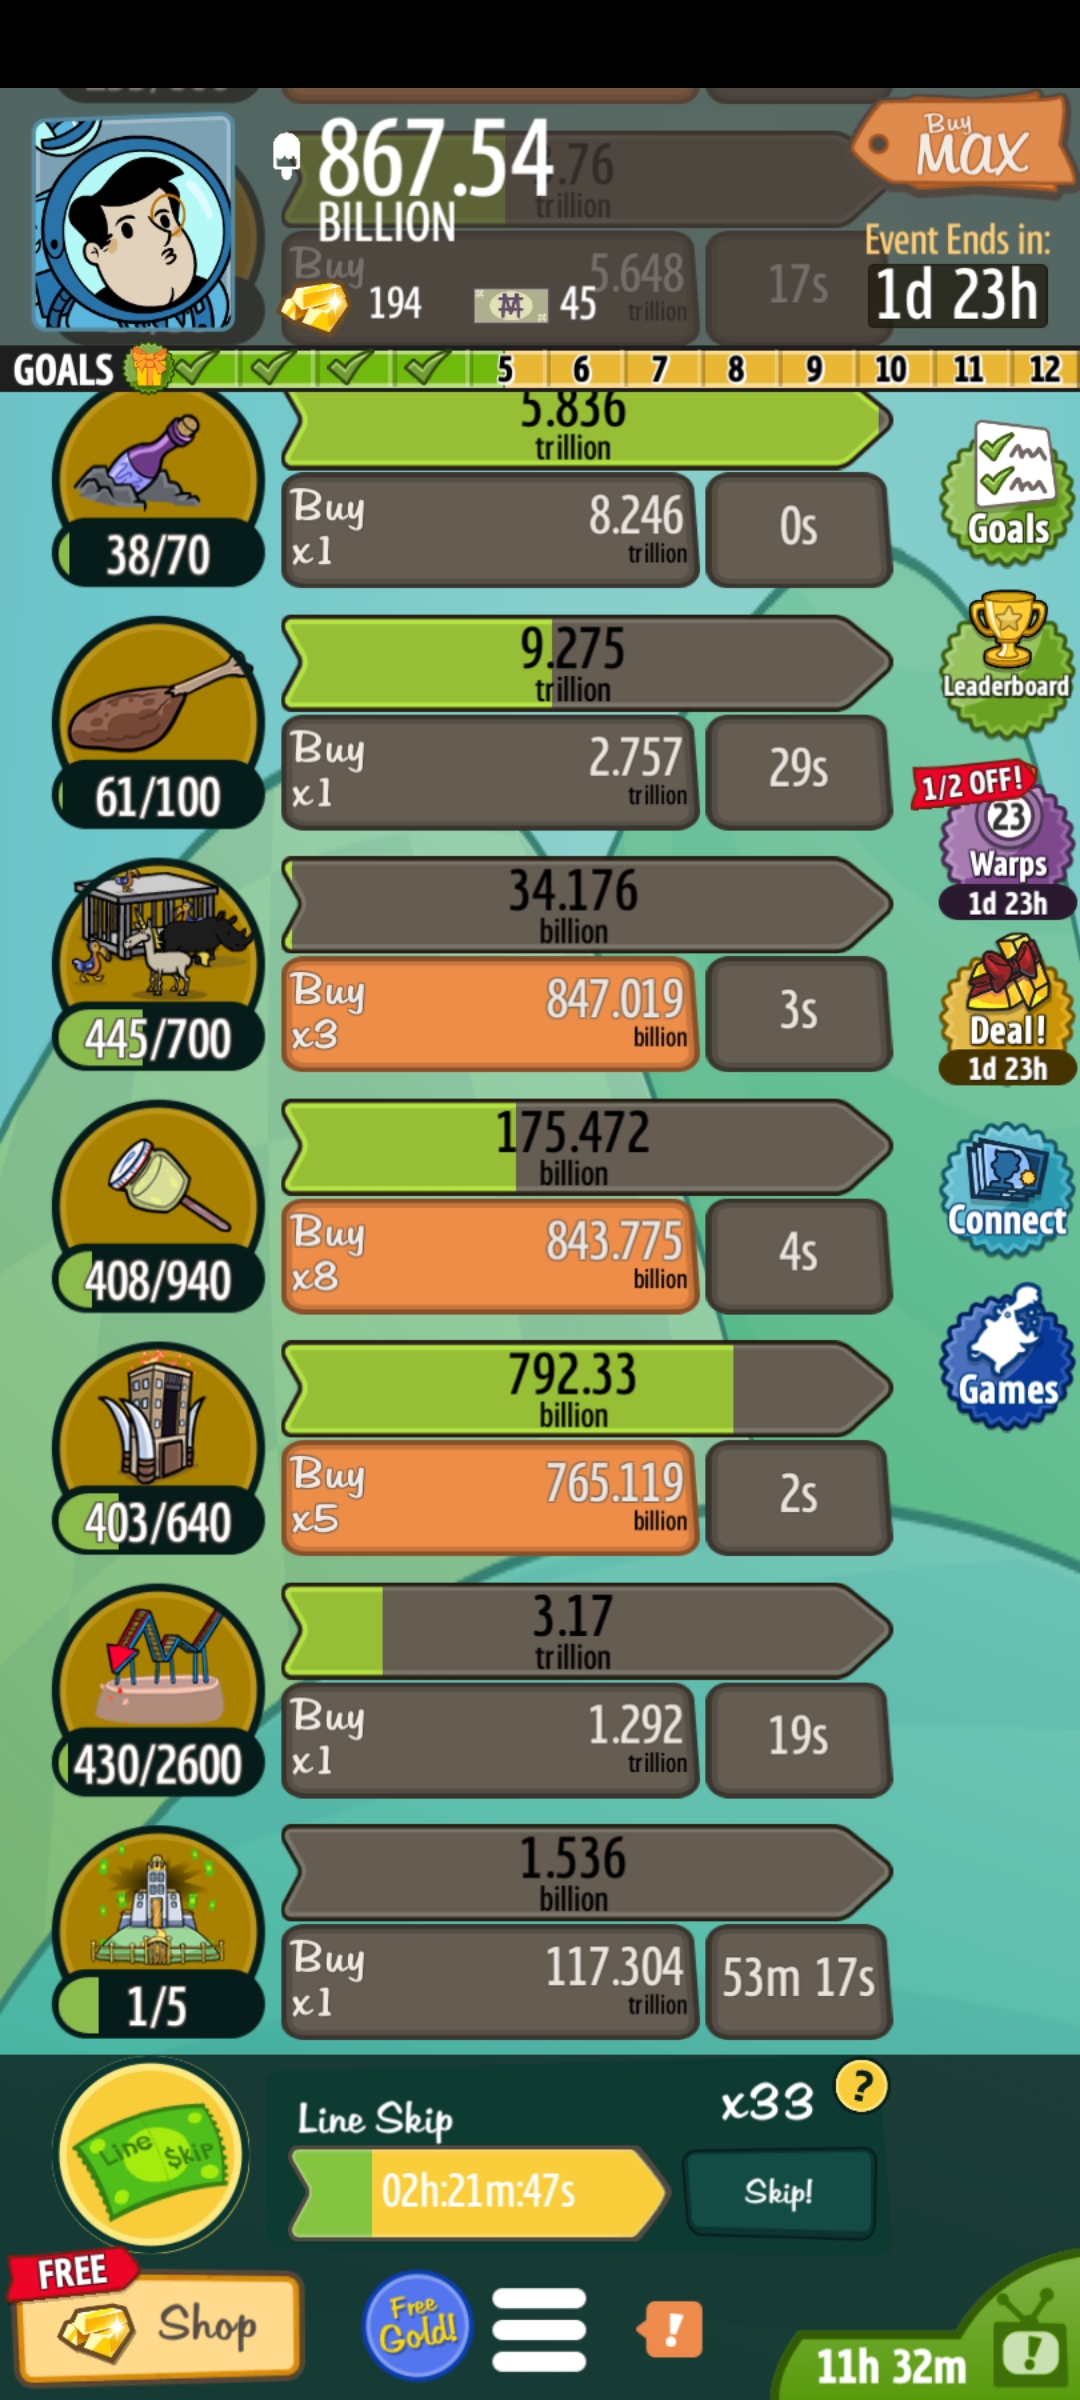 Buy
MAX
867.54
BILLION
.76
trillion
Buy
5.648
trillion
17s
194
45
Event Ends in:
1d 23h
GOALS
5 6 7 8 9 10 11 12
5.836
trillion
Buy
x1
8.246
trillion
0s
38/70
Goals
9.275
trillion
Buy
x1
2.757
trillion
29s
61/100
Leaderboard
1/2 OFF!
23
Warps
1d 23h
34.176
billion
Buy
x3
847.019
billion
3s
445/700
Deal!
1d 23h
175.472
billion
Buy
x8
843.775
billion
4s
408/940
Connect
792.33
billion
Buy
x5
765.119
billion
2s
403/640
Games
3.17
trillion
Buy
x1
1.292
trillion
19s
430/2600
1.536
billion
Buy
x1
117.304
trillion
53m 17s
1/5
Line $kip
Line Skip
x33
?
02h:21m:47s
Skip!
FREE
Shop
Free
Gold!
!
11h 32m
!